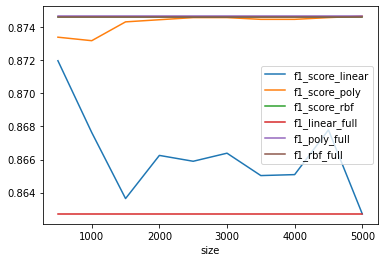 0.874
0.872
0.870
0.868
0.866
0.864
f1_score_linear
f1_score_poly
f1_score_rbf
f1_linear_full
f1_poly_full
f1_rbf_full
1000 2000 3000 4000 5000
size